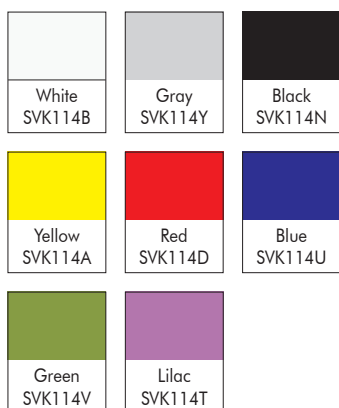 White
SVK114B
Gray
SVK114Y
Black
SVK114N
Yellow
SVK114A
Red
SVK114D
Blue
SVK114U
Green
SVK114V
Lilac
SVK114T